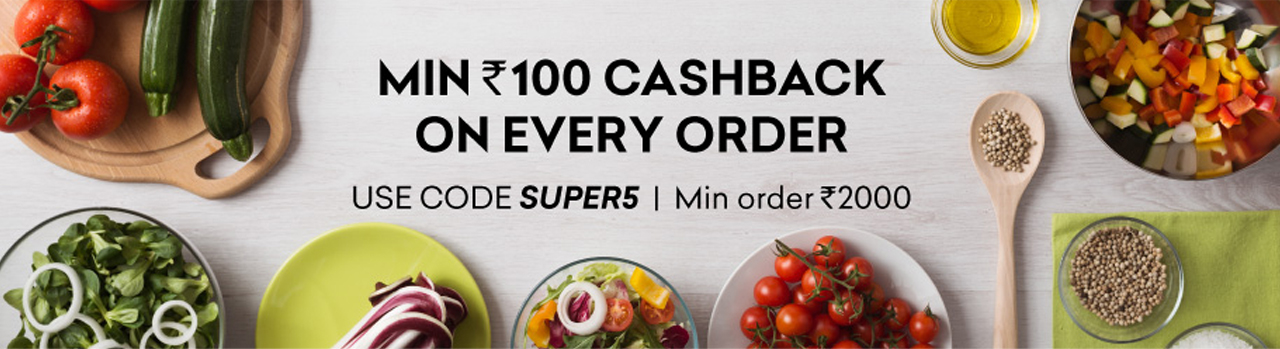 MIN ₹100 CASHBACK
ON EVERY ORDER
USE CODE SUPER5 | Min order ₹2000